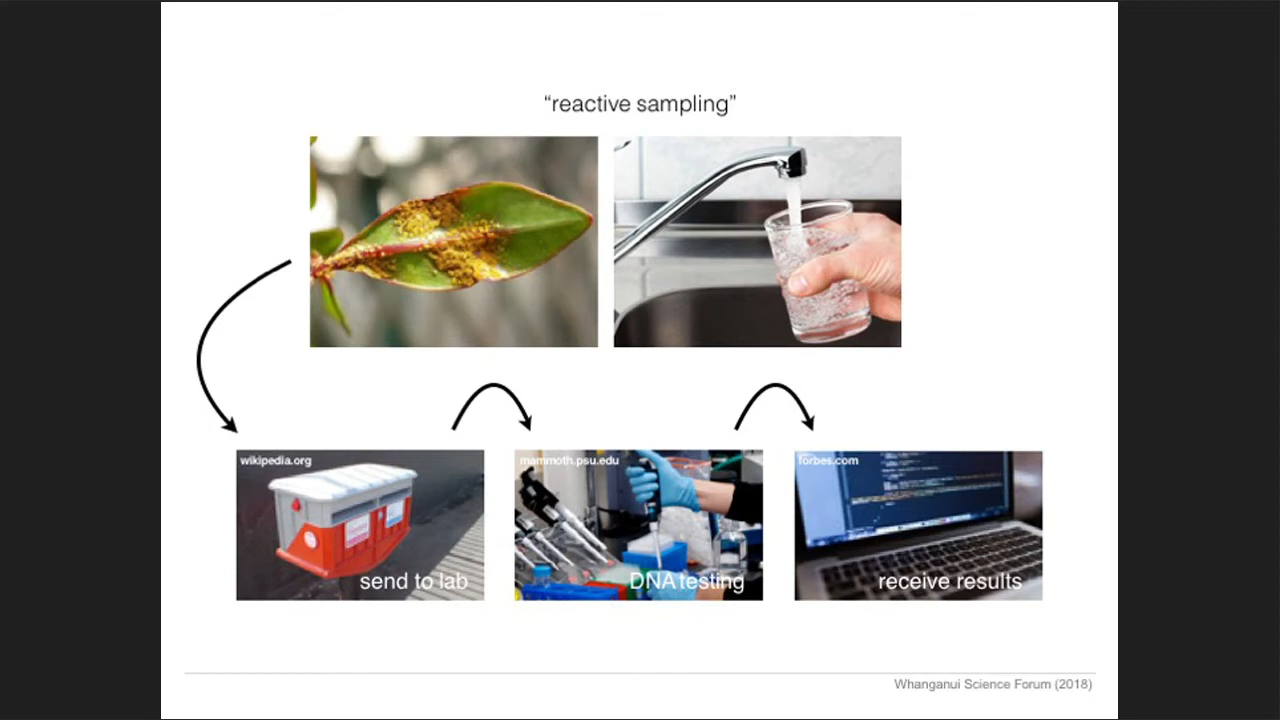 “reactive sampling”
wikipedia.org
send to lab
mammoth.psu.edu
DNA testing
forbes.com
receive results
Whanganui Science Forum (2018)